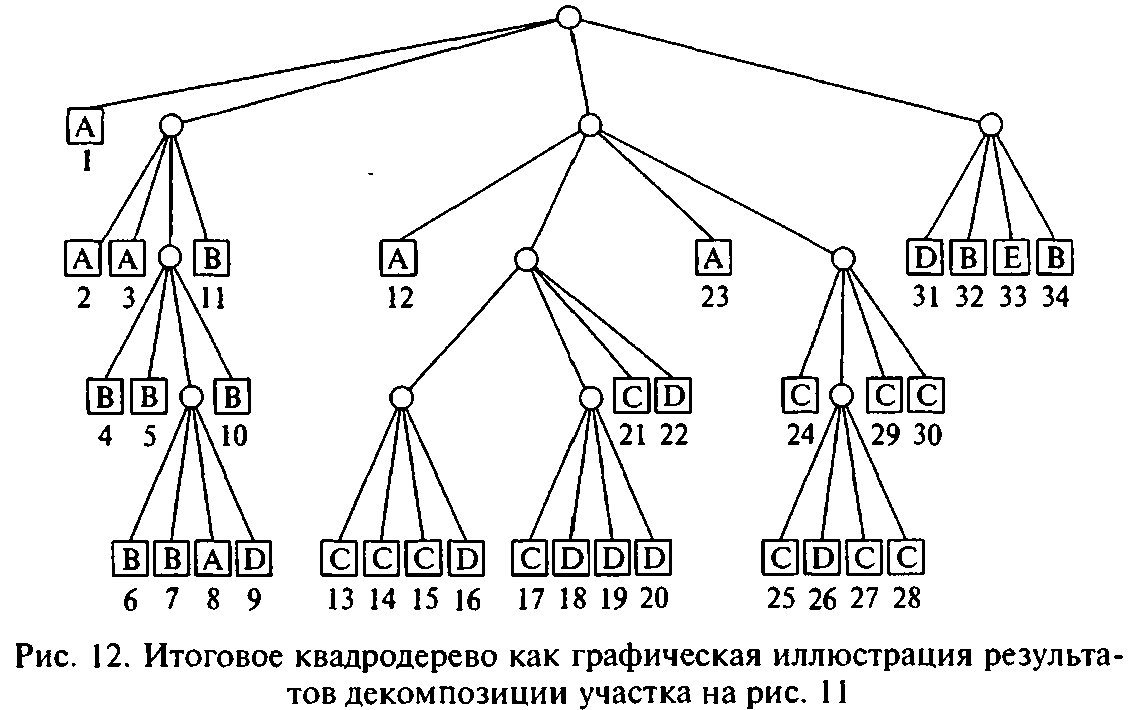 A
1
A A B A A D B E B
2 3 11 12 23 31 32 33 34
B B B C D C C C
4 5 10 21 22 24 29 30
B B A D C C C D C D D D C D C C
6 7 8 9 13 14 15 16 17 18 19 20 25 26 27 28
Рис. 12. Итоговое квадродерево как графическая иллюстрация результа-
тов декомпозиции участка на рис. 11